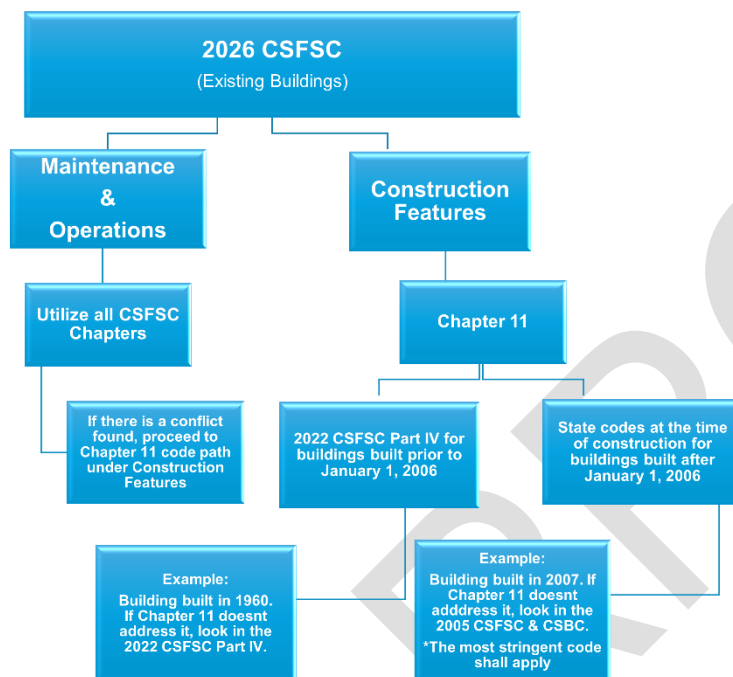 2026 CSFSC
(Existing Buildings)
Maintenance
&
Operations
Construction
Features
Utilize all CSFSC
Chapters
Chapter 11
If there is a conflict
found, proceed to
Chapter 11 code path
under Construction
Features
2022 CSFSC Part IV for
buildings built prior to
January 1, 2006
State codes at the time
of construction for
buildings built after
January 1, 2006
Example:
Building built in 1960.
If Chapter 11 doesnt
address it, look in the
2022 CSFSC Part IV.
Example:
Building built in 2007. If
Chapter 11 doesnt
adddress it, look in the
2005 CSFSC & CSBC.
*The most stringent code
shall apply